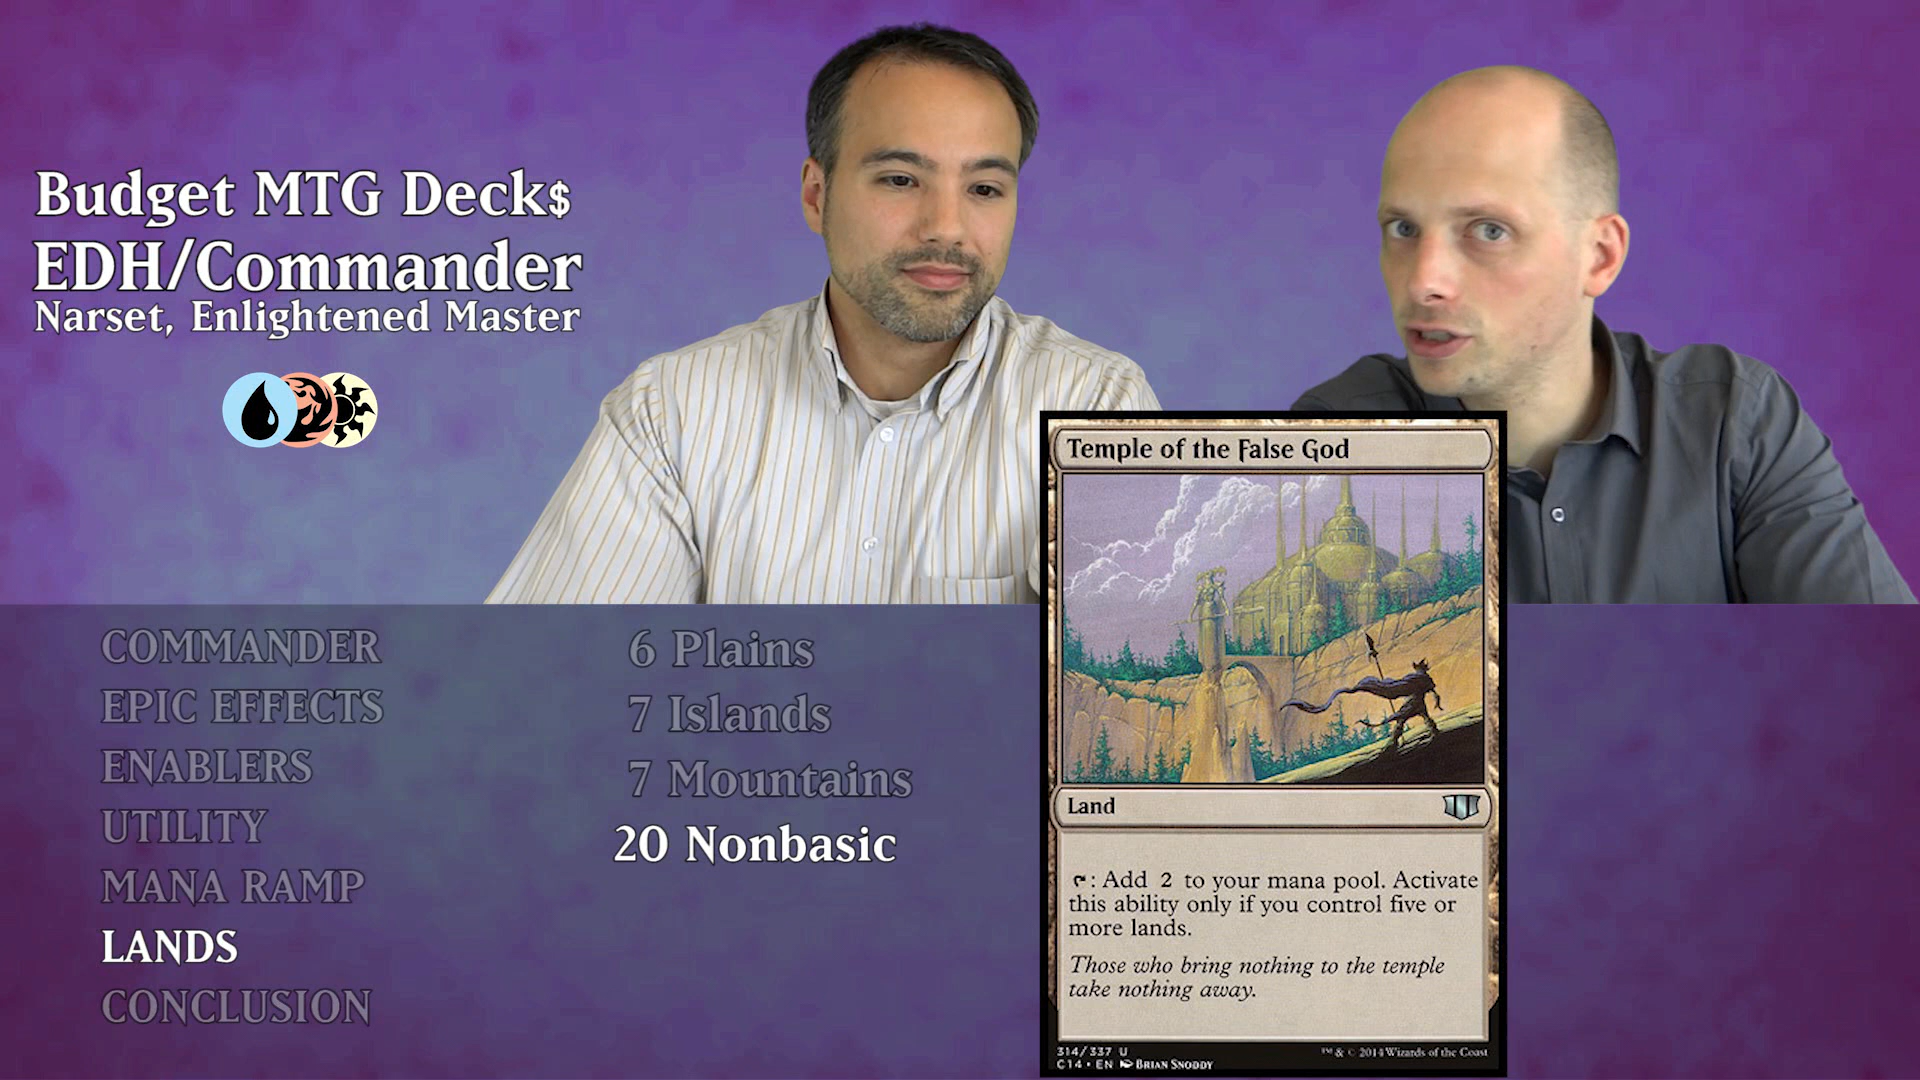 Budget MTG Deck$
EDH/Commander
Narset, Enlightened Master
COMMANDER
EPIC EFFECTS
ENABLERS
UTILITY
MANA RAMP
LANDS
CONCLUSION
6 Plains
7 Islands
7 Mountains
20 Nonbasic
Temple of the False God
Land
: Add 2 to your mana pool. Activate
this ability only if you control five or
more lands.
Those who bring nothing to the temple
take nothing away.
314/337 U
C14 • EN Brian Snoddy
™ & © 2014 Wizards of the Coast